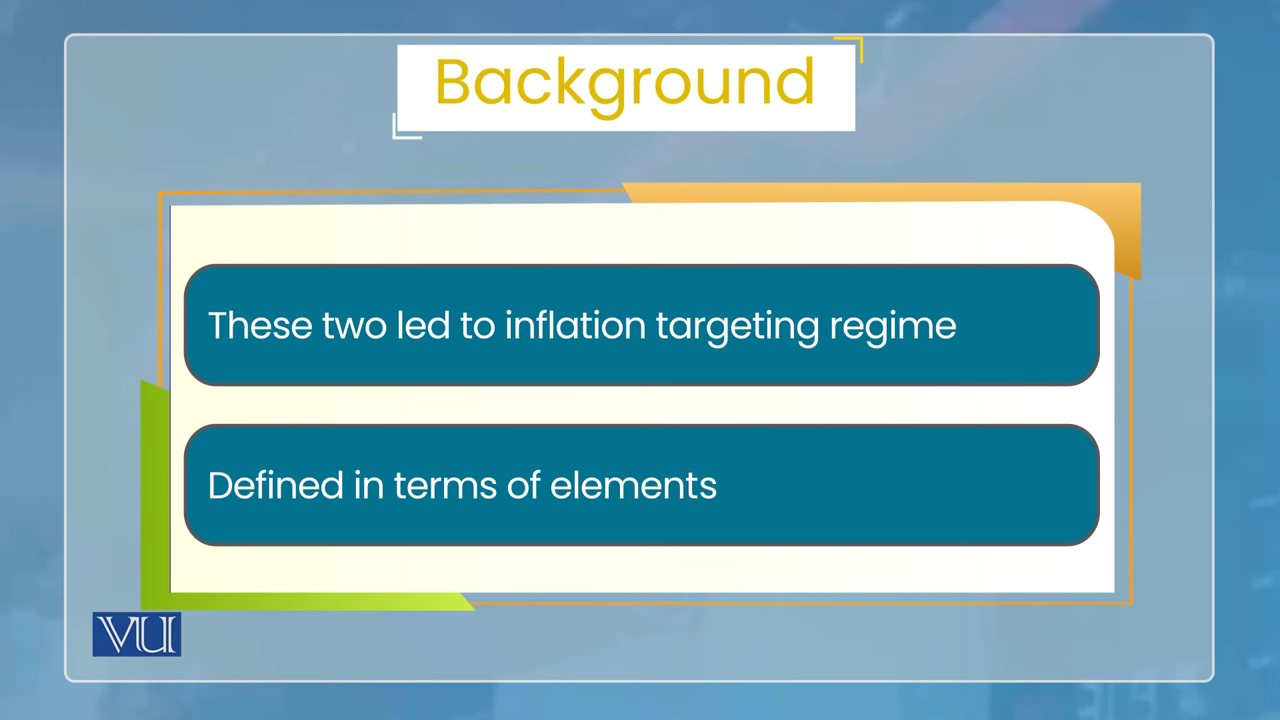 Background
These two led to inflation targeting regime
Defined in terms of elements
VU